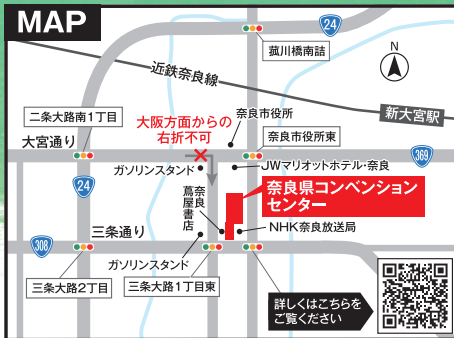 MAP
24
菰川橋南詰
N
近鉄奈良線
新大宮駅
二条大路南1丁目
大阪方面からの
右折不可
奈良市役所
大宮通り
奈良市役所東
369
ガソリンスタンド
JWマリオットホテル・奈良
24
奈良
蔦屋書店
奈良県コンベンション
センター
三条通り
NHK奈良放送局
308
ガソリンスタンド
三条大路2丁目
三条大路1丁目東
詳しくはこちらを
ご覧ください